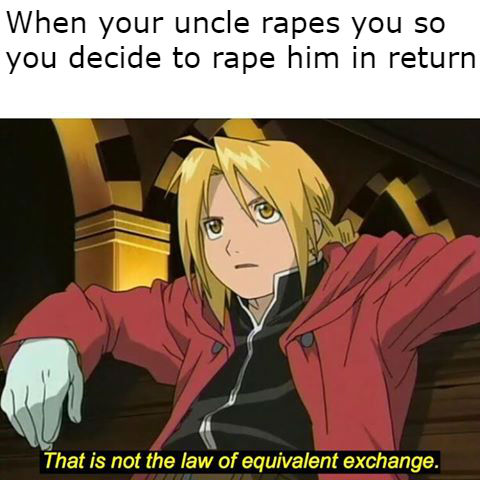 When your uncle rapes you so
you decide to rape him in return
That is not the law of equivalent exchange.